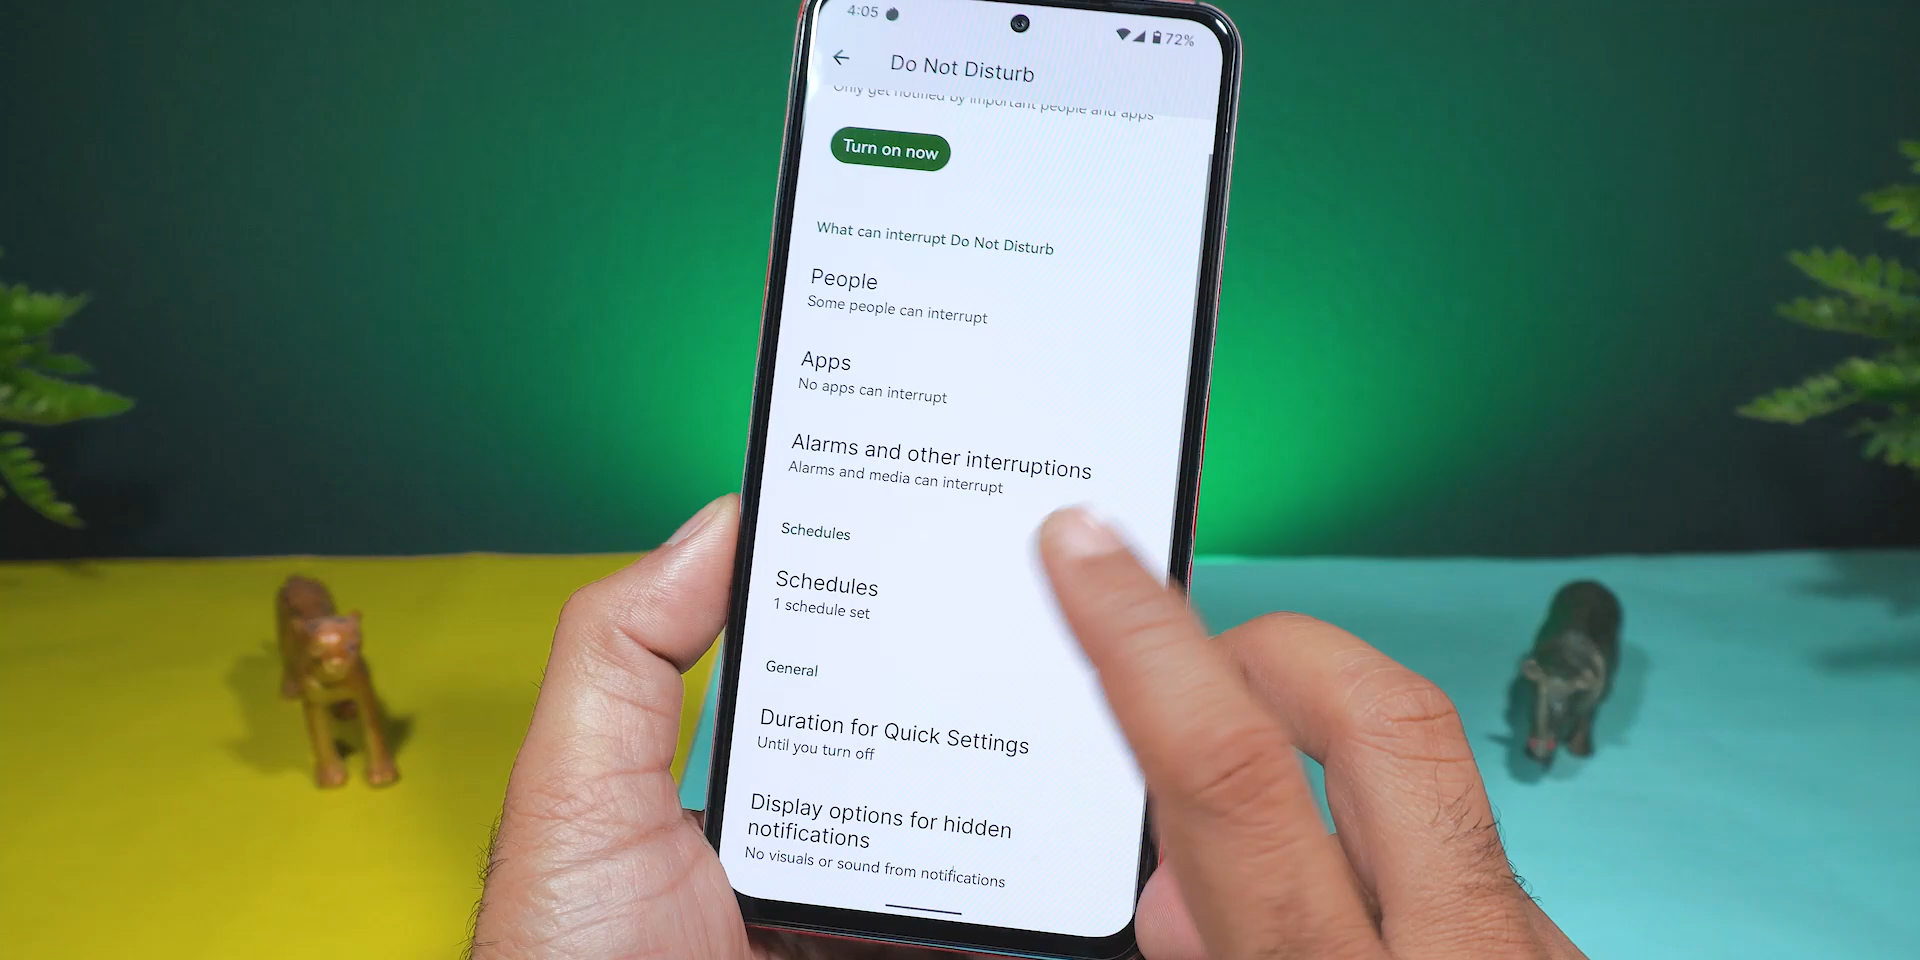 4:05
72%
Do Not Disturb
Only get notified by important people and apps
Turn on now
What can interrupt Do Not Disturb
People
Some people can interrupt
Apps
No apps can interrupt
Alarms and other interruptions
Alarms and media can interrupt
Schedules
Schedules
1 schedule set
General
Duration for Quick Settings
Until you turn off
Display options for hidden
notifications
No visuals or sound from notifications